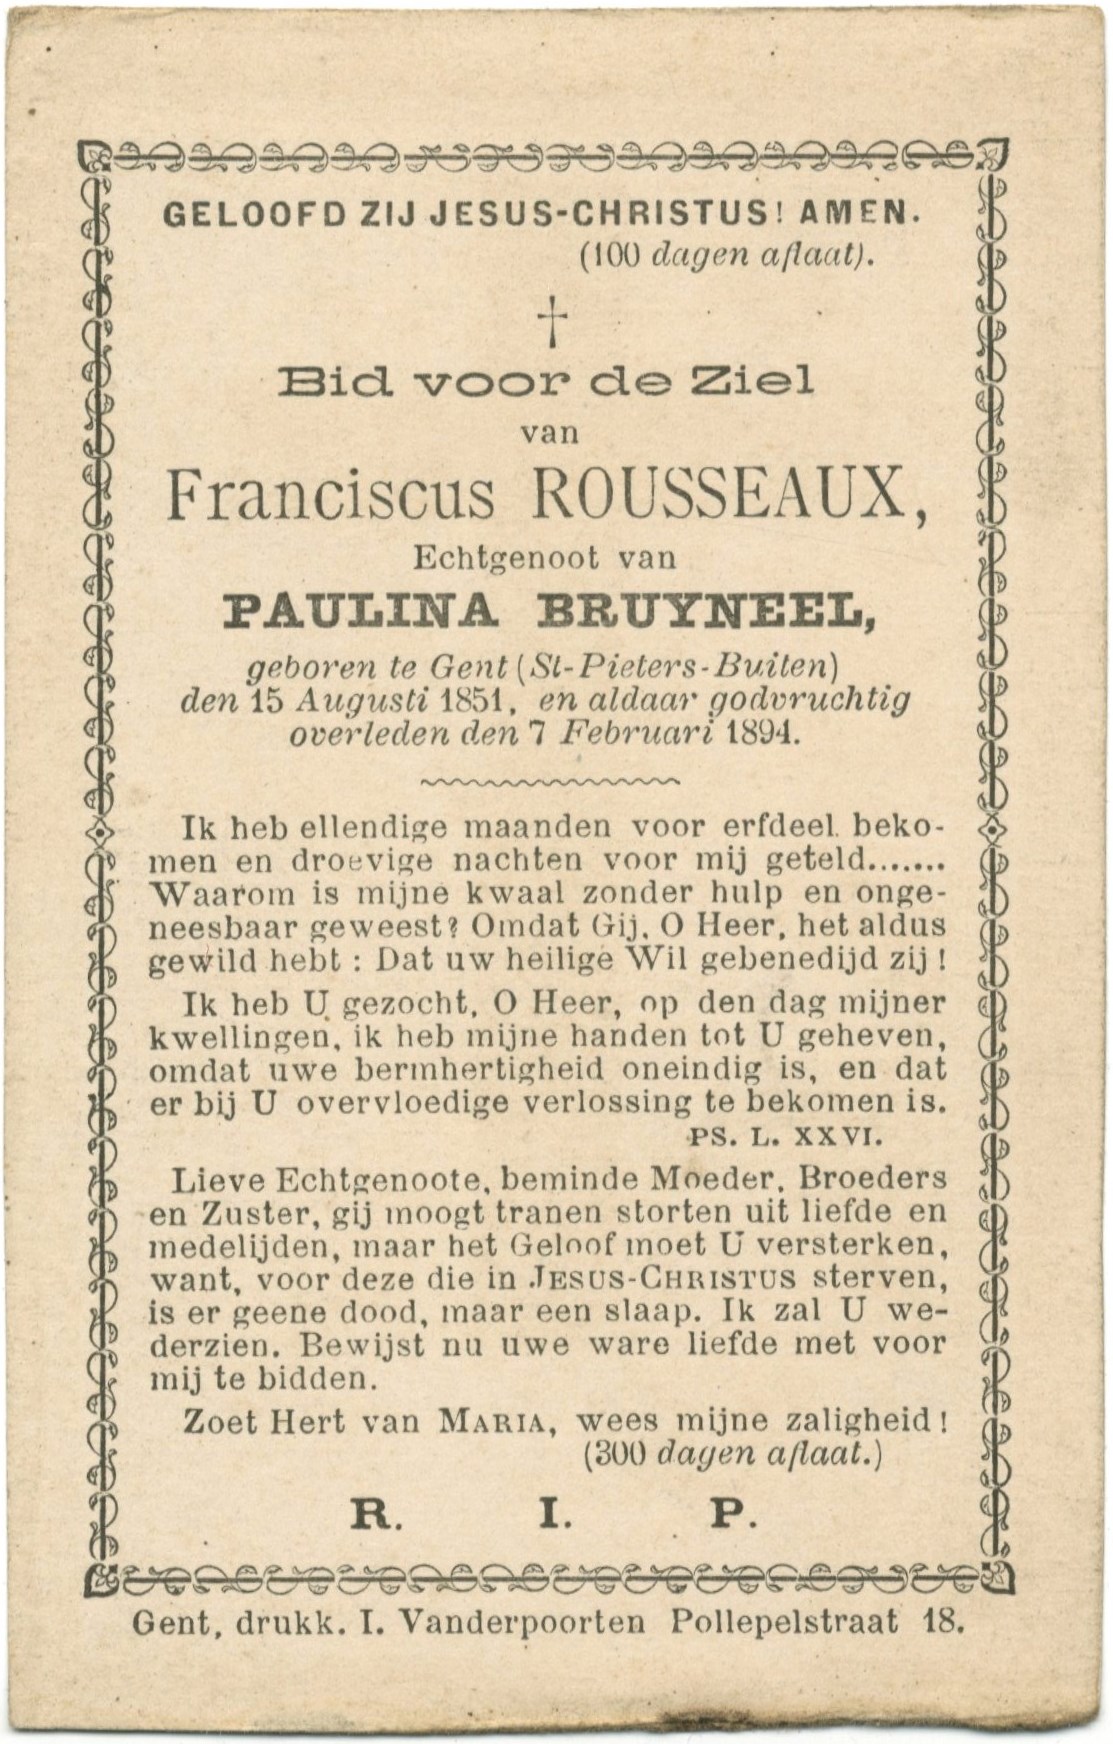 GELOOFD ZIJ JESUS-CHRISTUS! AMEN.
(100 dagen aflaat).
†
Bid voor de Ziel
van
Franciscus ROUSSEAUX,
Echtgenoot van
PAULINA BRUYNEEL,
geboren te Gent (St-Pieters-Buiten)
den 15 Augusti 1851, en aldaar godvruchtig
overleden den 7 Februari 1894.
Ik heb ellendige maanden voor erfdeel beko-
men en droevige nachten voor mij geteld.......
Waarom is mijne kwaal zonder hulp en onge-
neesbaar geweest? Omdat Gij, O Heer, het aldus
gewild hebt : Dat uw heilige Wil gebenedijd zij !
Ik heb U gezocht, O Heer, op den dag mijner
kwellingen, ik heb mijne handen tot U geheven,
omdat uwe bermhertigheid oneindig is, en dat
er bij U overvloedige verlossing te bekomen is.
PS. L. XXVI.
Lieve Echtgenoote, beminde Moeder, Broeders
en Zuster, gij moogt tranen storten uit liefde en
medelijden, maar het Geloof moet U versterken,
want, voor deze die in JESUS-CHRISTUS sterven,
is er geene dood, maar een slaap. Ik zal U we-
derzien. Bewijst nu uwe ware liefde met voor
mij te bidden.
Zoet Hert van MARIA, wees mijne zaligheid !
(300 dagen aflaat.)
R. I. P.
Gent, drukk. I. Vanderpoorten Pollepelstraat 18.